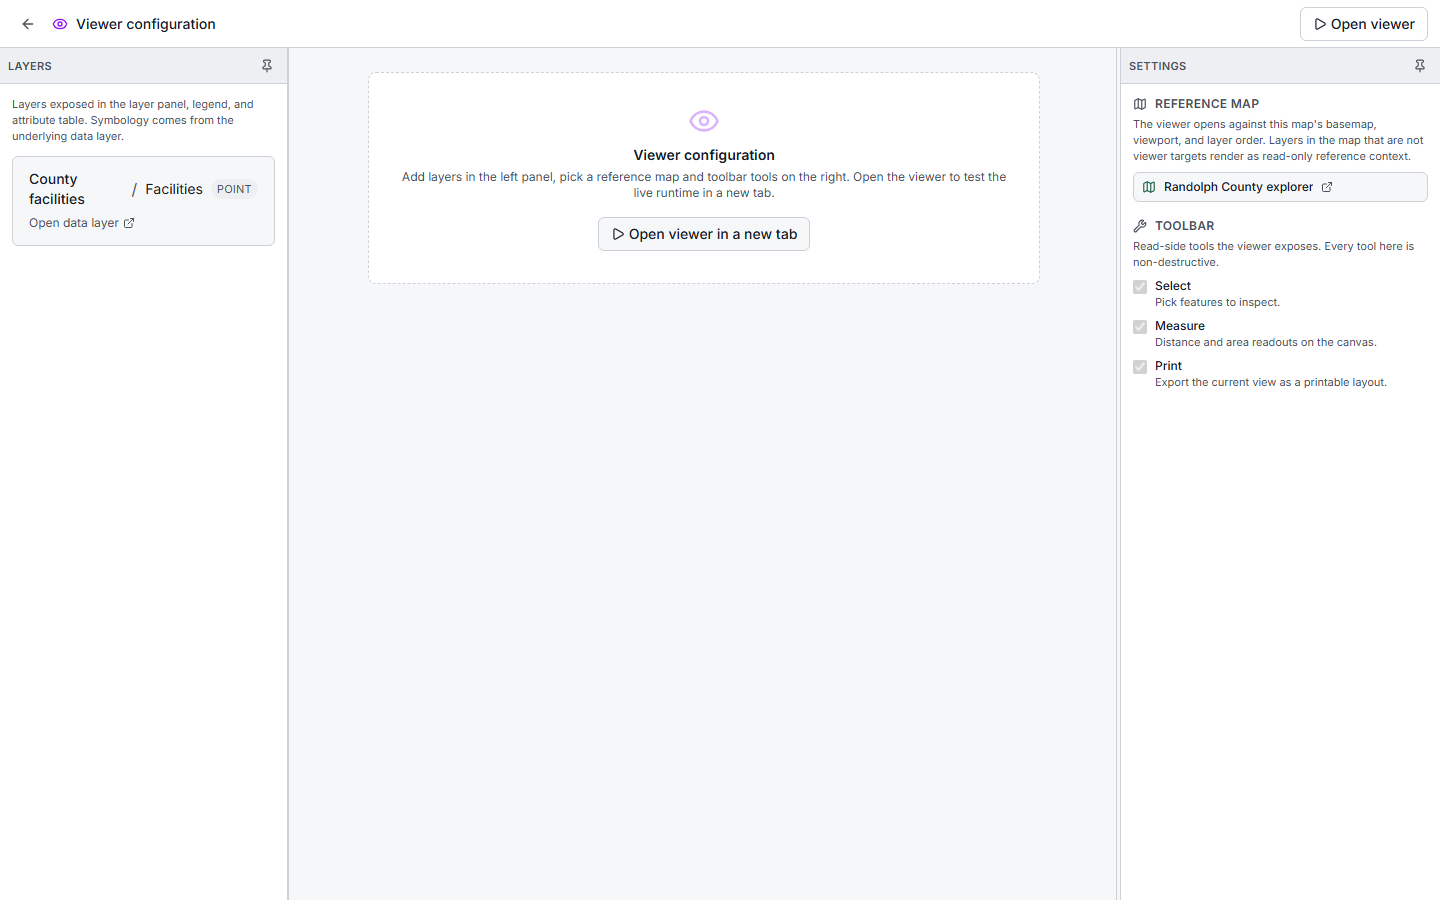 Viewer configuration
Open viewer
LAYERS
Layers exposed in the layer panel, legend, and
attribute table. Symbology comes from the
underlying data layer.
County
facilities
/ Facilities POINT
Open data layer
Viewer configuration
Add layers in the left panel, pick a reference map and toolbar tools on the right. Open the viewer to test the
live runtime in a new tab.
Open viewer in a new tab
SETTINGS
REFERENCE MAP
The viewer opens against this map's basemap,
viewport, and layer order. Layers in the map that are not
viewer targets render as read-only reference context.
Randolph County explorer
TOOLBAR
Read-side tools the viewer exposes. Every tool here is
non-destructive.
Select
Pick features to inspect.
Measure
Distance and area readouts on the canvas.
Print
Export the current view as a printable layout.